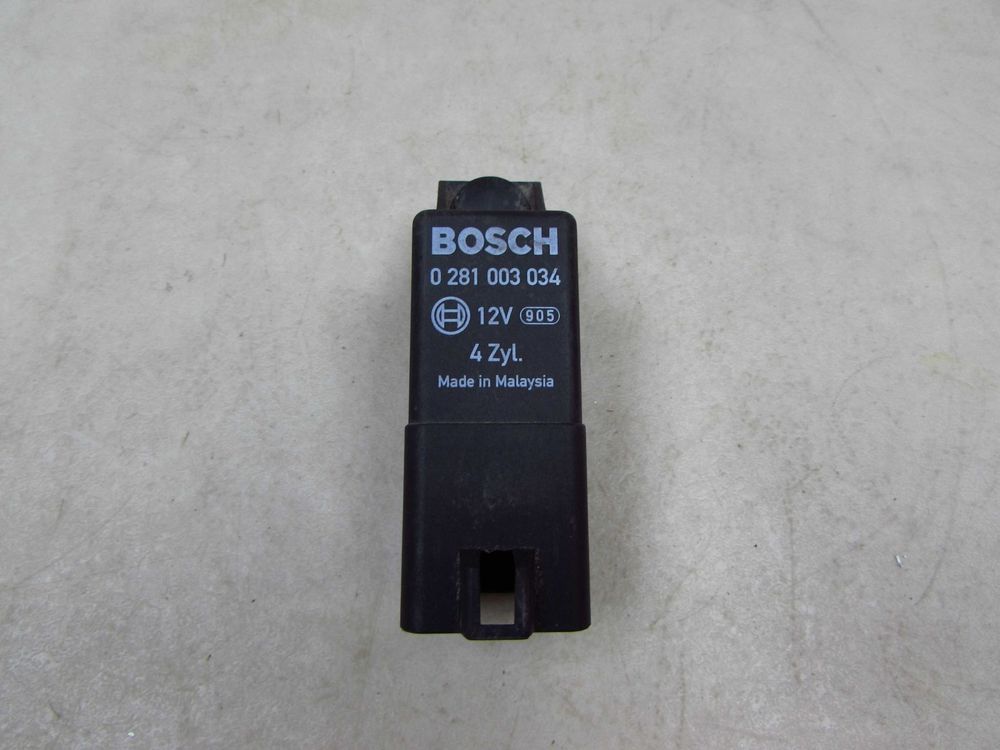 BOSCH
0 281 003 034
12V 905
4 Zyl.
Made in Malaysia